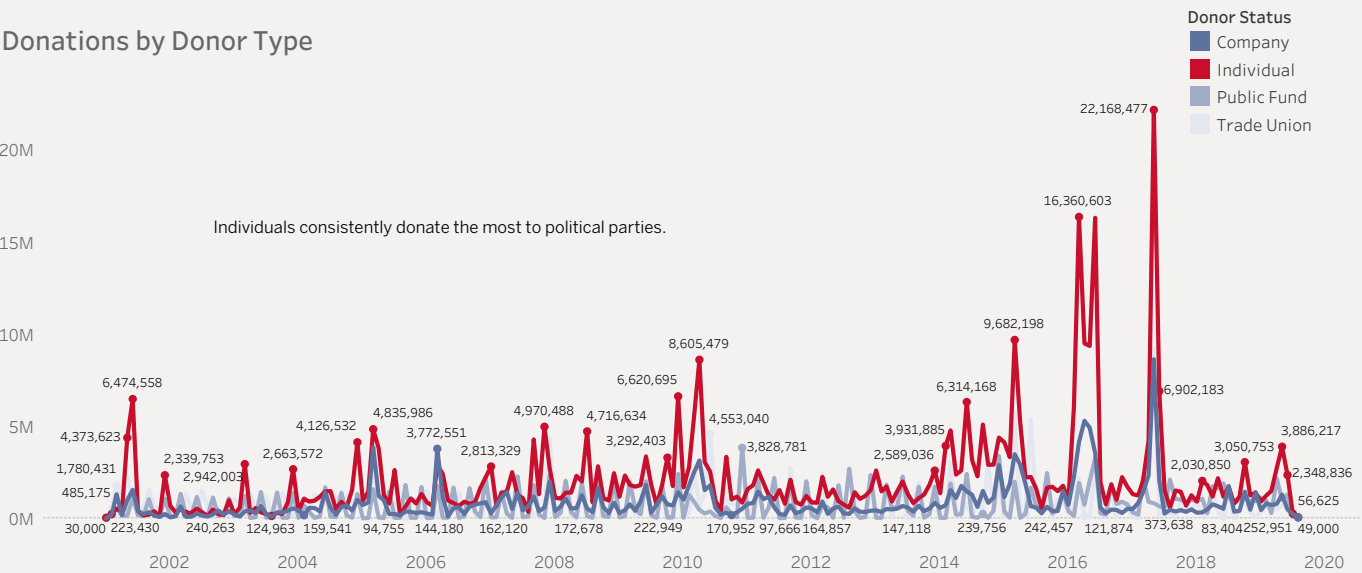 Donor Status
Donations by Donor Type
Company
Individual
Public Fund
Trade Union
22,168,477
20M
16,360,603
Individuals consistently donate the most to political parties.
15M
10M
9,682,198
8,605,479
6,620,695
6,474,558
6,314,168
6,902,183
5M
4,373,623
4,126,532
4,835,986
3,772,551
4,970,488
4,716,634
4,553,040
3,931,885
3,886,217
2,339,753
2,663,572
2,813,329
3,292,403
3,828,781
2,589,036
3,050,753
1,780,431
2,942,003
2,030,850
2,348,836
485,175
56,625
0M
30,000 223,430 240,263 124,963 159,541 94,755 144,180 162,120 172,678 222,949 170,952 97,666 164,857 147,118 239,756 242,457 121,874 373,638 83,404 252,951 49,000
2002 2004 2006 2008 2010 2012 2014 2016 2018 2020